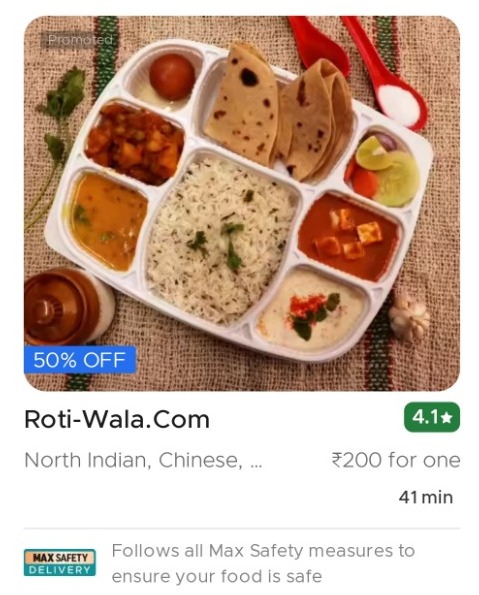 Promoted
50% OFF
Roti-Wala.Com
4.1★
North Indian, Chinese, ...
₹200 for one
41 min
MAX SAFETY
DELIVERY
Follows all Max Safety measures to
ensure your food is safe